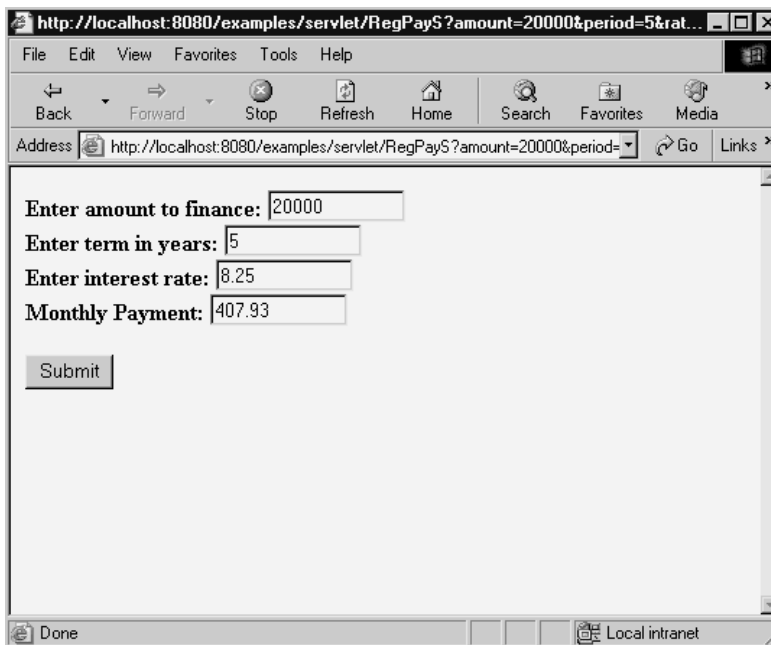 http://localhost:8080/examples/servlet/RegPayS?amount=20000&period=5&rat...
File Edit View Favorites Tools Help
Back Forward Stop Refresh Home Search Favorites Media
Address http://localhost:8080/examples/servlet/RegPayS?amount=20000&period= Go Links
Enter amount to finance: 20000
Enter term in years: 5
Enter interest rate: 8.25
Monthly Payment: 407.93
Submit
Done Local intranet